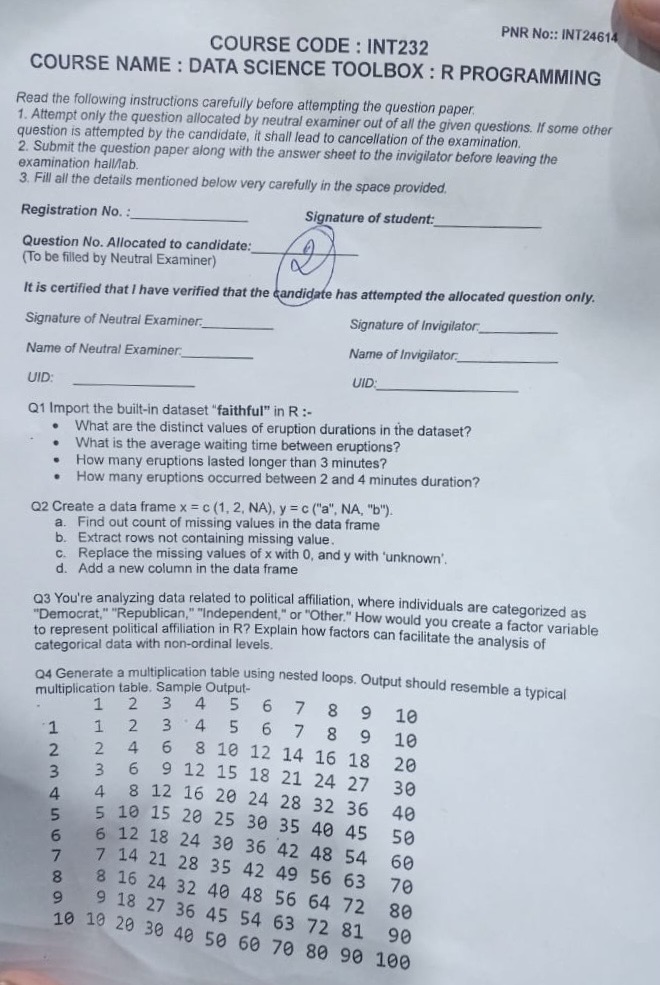 PNR No:: INT24614
COURSE CODE : INT232
COURSE NAME : DATA SCIENCE TOOLBOX : R PROGRAMMING
Read the following instructions carefully before attempting the question paper.
1. Attempt only the question allocated by neutral examiner out of all the given questions. If some other
question is attempted by the candidate, it shall lead to cancellation of the examination.
2. Submit the question paper along with the answer sheet to the invigilator before leaving the
examination hall/lab.
3. Fill all the details mentioned below very carefully in the space provided.
Registration No. :____________ Signature of student:____________
Question No. Allocated to candidate:____________ 2
(To be filled by Neutral Examiner)
It is certified that I have verified that the candidate has attempted the allocated question only.
Signature of Neutral Examiner:________ Signature of Invigilator:________
Name of Neutral Examiner:________ Name of Invigilator:____________
UID: ______________ UID:________________
Q1 Import the built-in dataset "faithful" in R :-
• What are the distinct values of eruption durations in the dataset?
• What is the average waiting time between eruptions?
• How many eruptions lasted longer than 3 minutes?
• How many eruptions occurred between 2 and 4 minutes duration?
Q2 Create a data frame x = c (1, 2, NA), y = c ("a", NA, "b").
a. Find out count of missing values in the data frame
b. Extract rows not containing missing value.
c. Replace the missing values of x with 0, and y with 'unknown'.
d. Add a new column in the data frame
Q3 You're analyzing data related to political affiliation, where individuals are categorized as
"Democrat," "Republican," "Independent," or "Other." How would you create a factor variable
to represent political affiliation in R? Explain how factors can facilitate the analysis of
categorical data with non-ordinal levels.
Q4 Generate a multiplication table using nested loops. Output should resemble a typical
multiplication table. Sample Output-
1 2 3 4 5 6 7 8 9 10
1 1 2 3 4 5 6 7 8 9 10
2 2 4 6 8 10 12 14 16 18 20
3 3 6 9 12 15 18 21 24 27 30
4 4 8 12 16 20 24 28 32 36 40
5 5 10 15 20 25 30 35 40 45 50
6 6 12 18 24 30 36 42 48 54 60
7 7 14 21 28 35 42 49 56 63 70
8 8 16 24 32 40 48 56 64 72 80
9 9 18 27 36 45 54 63 72 81 90
10 10 20 30 40 50 60 70 80 90 100